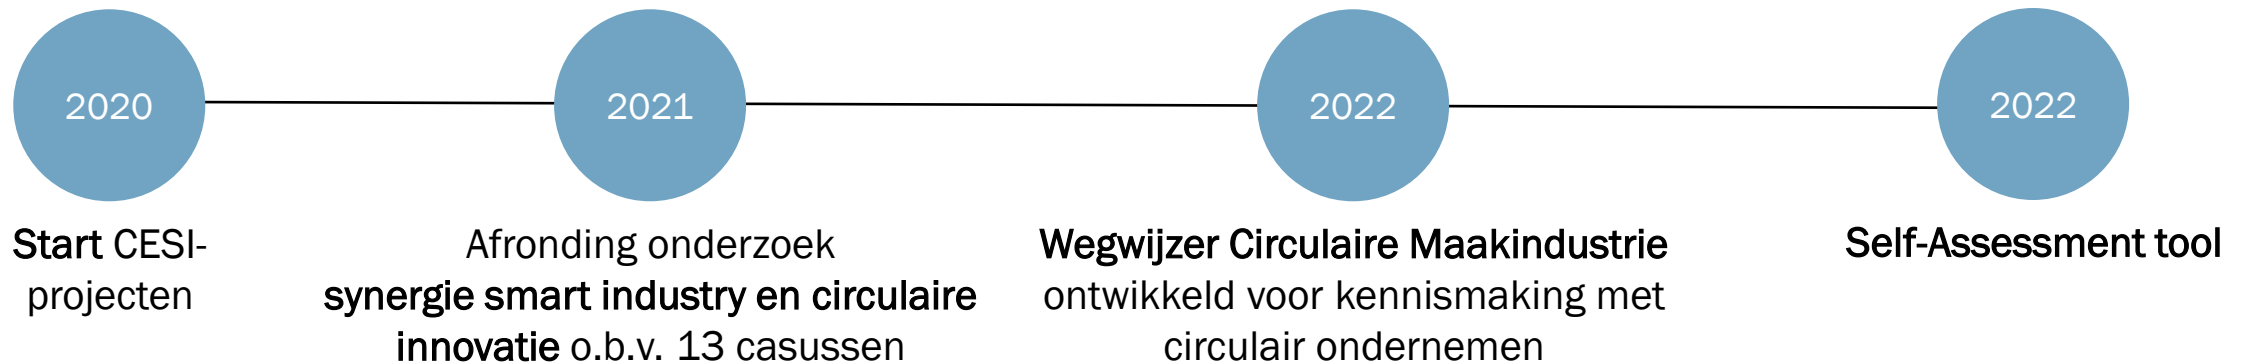 2020
2021
2022
2022
Start CESI-
projecten
Afronding onderzoek
synergie smart industry en circulaire
innovatie o.b.v. 13 casussen
Wegwijzer Circulaire Maakindustrie
ontwikkeld voor kennismaking met
circulair ondernemen
Self-Assessment tool